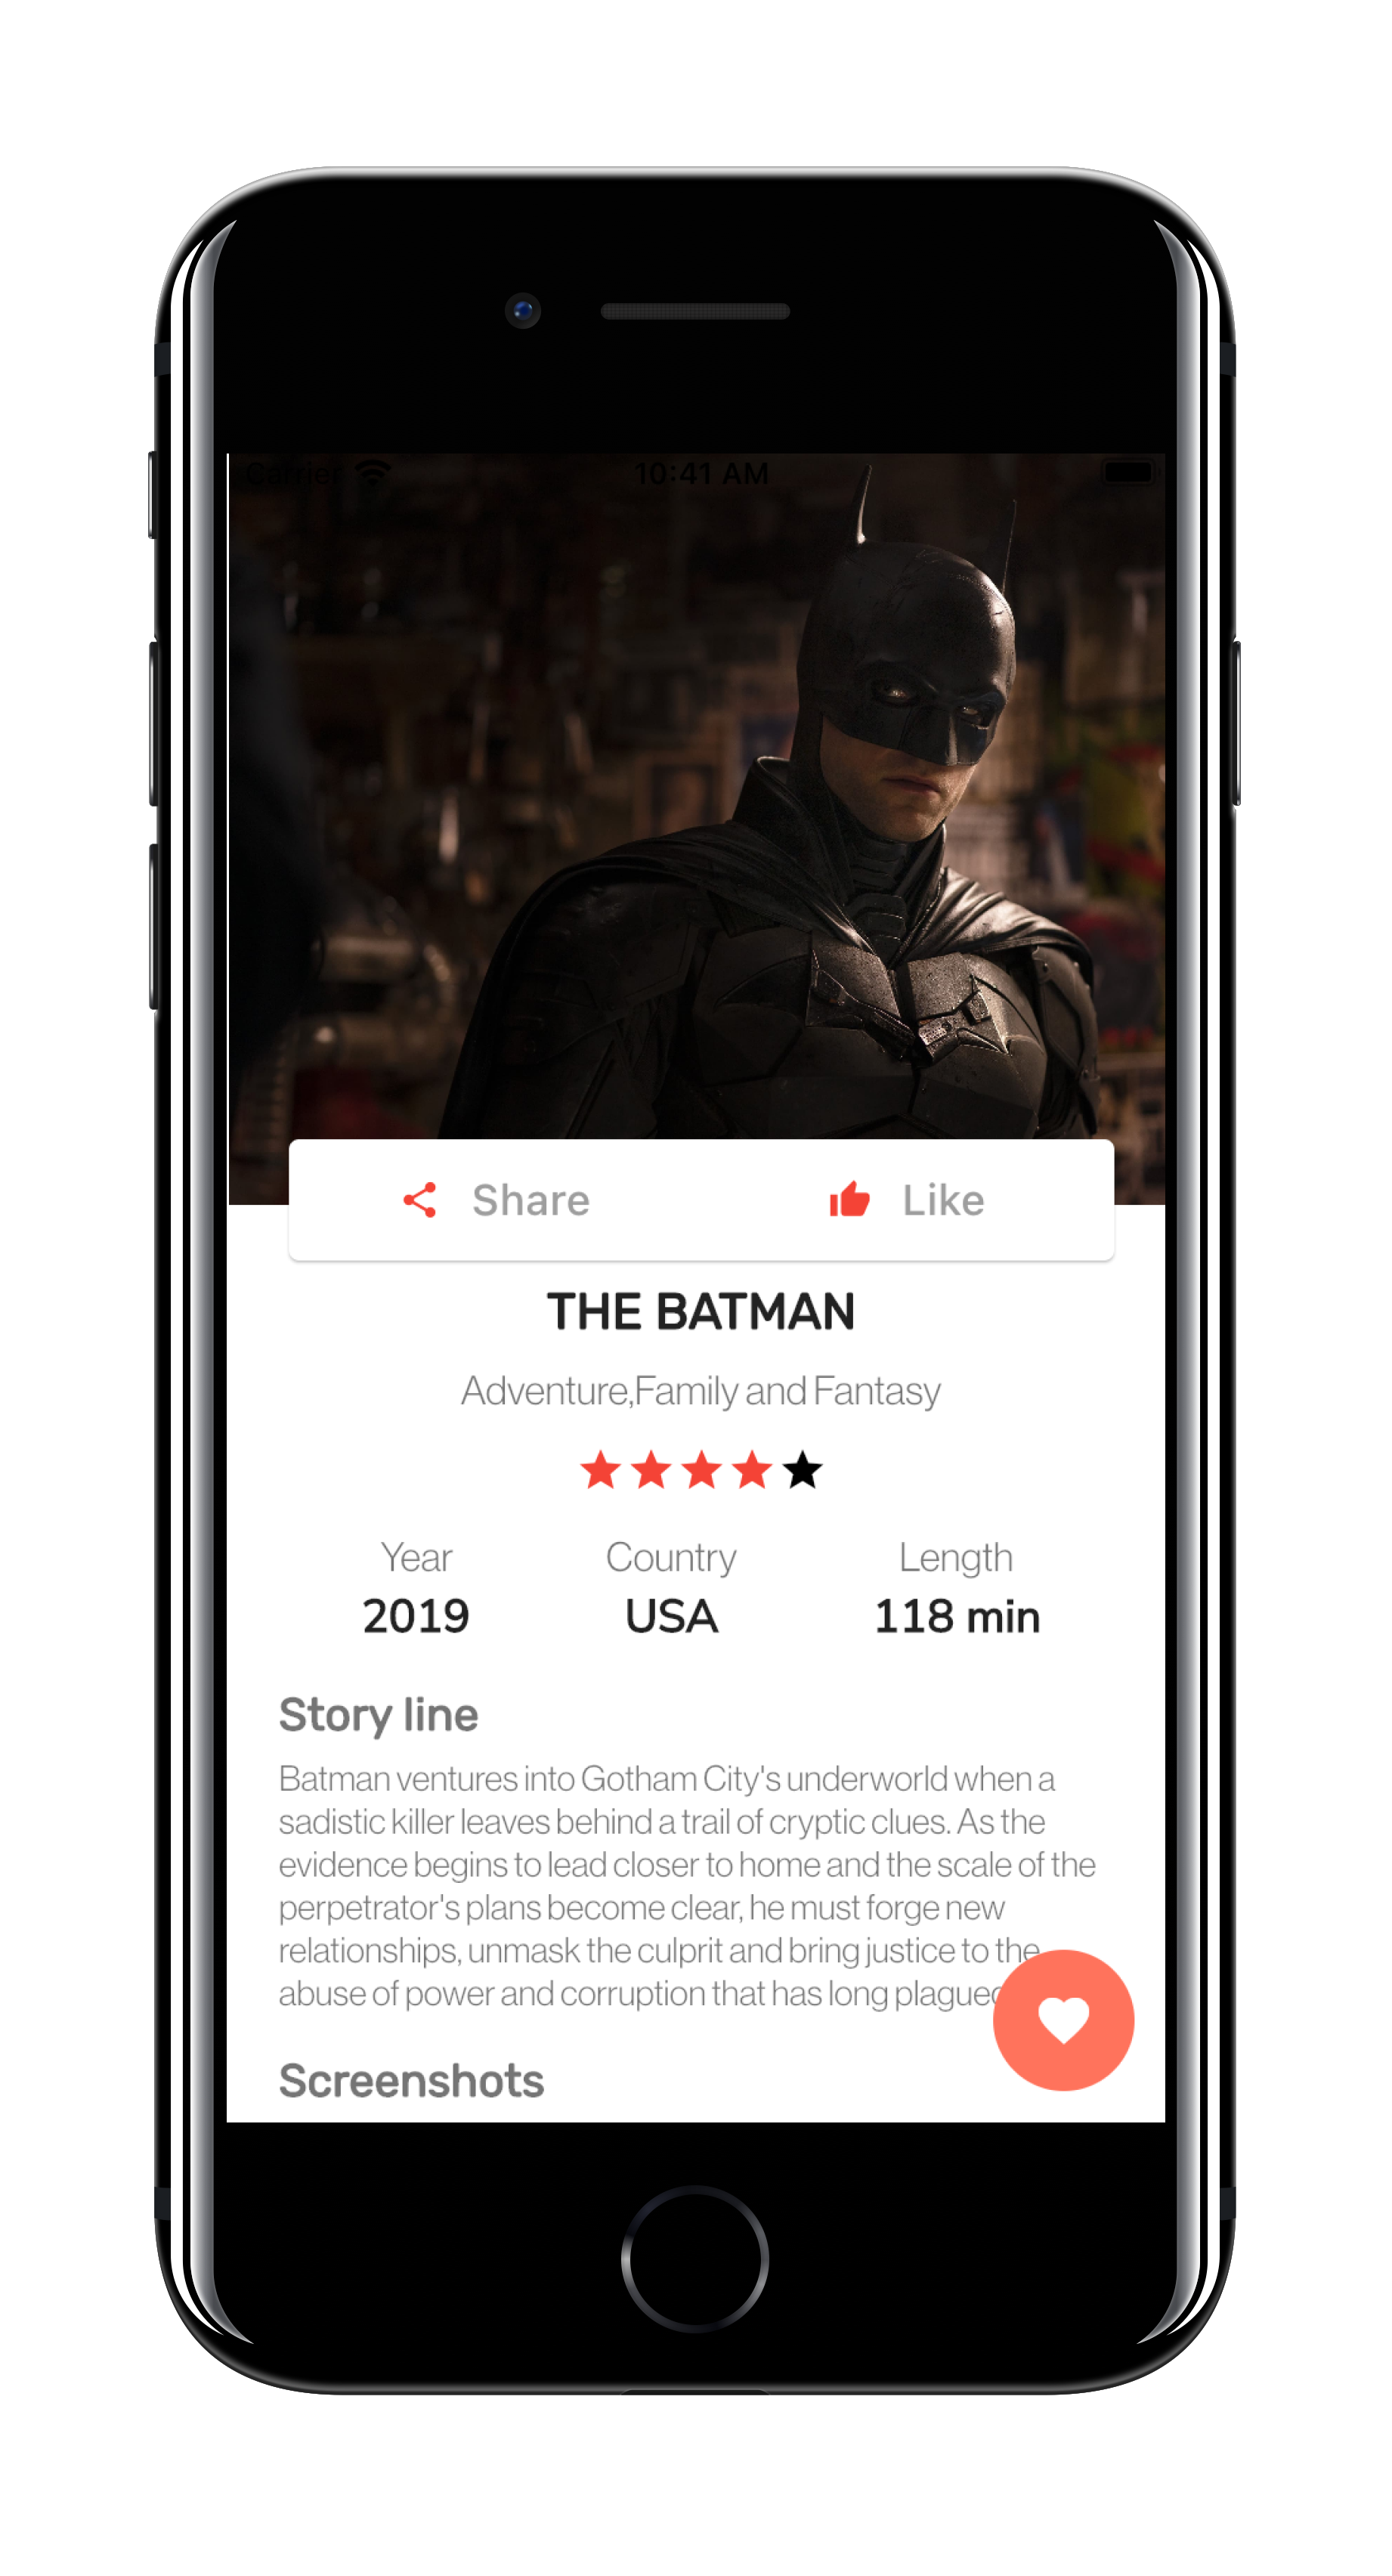 Carrier 10:41 AM
Share Like
THE BATMAN
Adventure,Family and Fantasy
Year Country Length
2019 USA 118 min
Story line
Batman ventures into Gotham City's underworld when a
sadistic killer leaves behind a trail of cryptic clues. As the
evidence begins to lead closer to home and the scale of the
perpetrator's plans become clear, he must forge new
relationships, unmask the culprit and bring justice to the
abuse of power and corruption that has long plagued
Screenshots